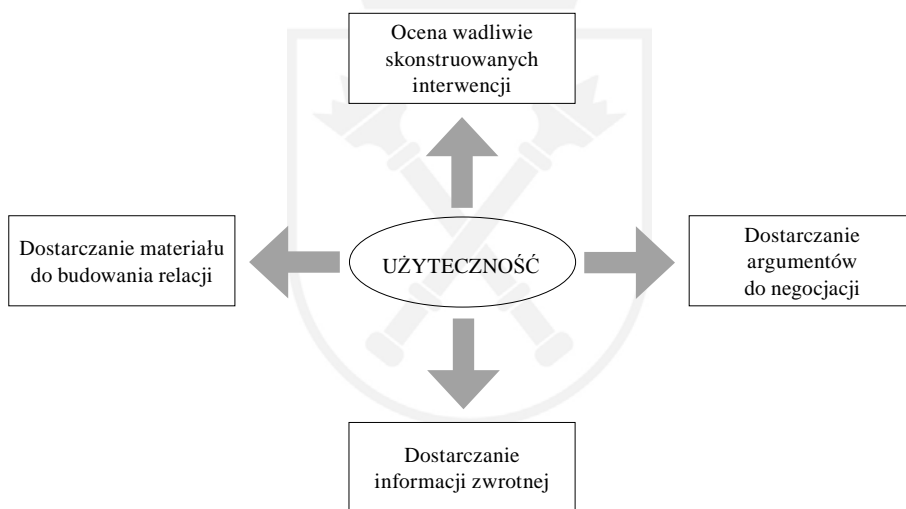 Ocena wadliwie
skonstruowanych
interwencji
Dostarczanie materiału
do budowania relacji
UŻYTECZNOŚĆ
Dostarczanie
argumentów
do negocjacji
Dostarczanie
informacji zwrotnej